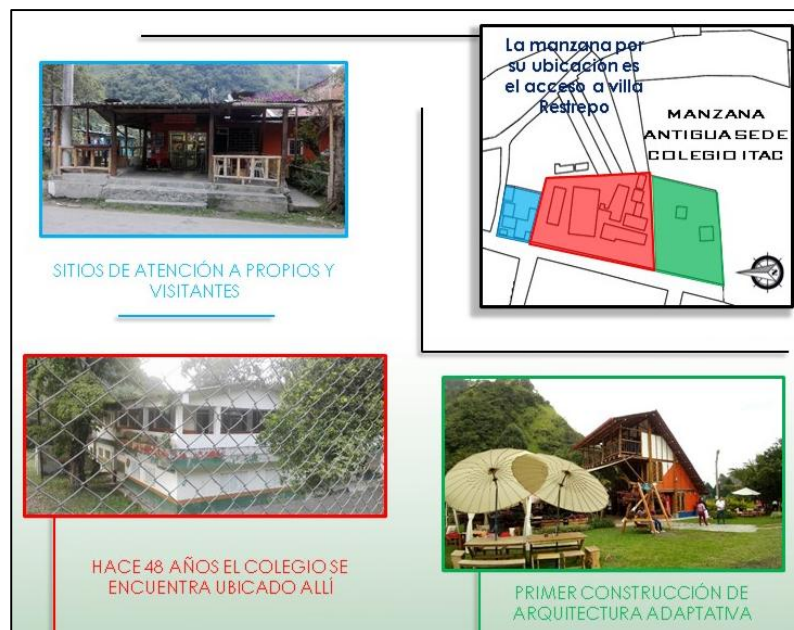 La manzana por
su ubicación es
el acceso a villa
Restrepo
MANZANA
ANTIGUA SEDE
COLEGIO ITAC
SITIOS DE ATENCIÓN A PROPIOS Y
VISITANTES
HACE 48 AÑOS EL COLEGIO SE
ENCUENTRA UBICADO ALLÍ
PRIMER CONSTRUCCIÓN DE
ARQUITECTURA ADAPTATIVA